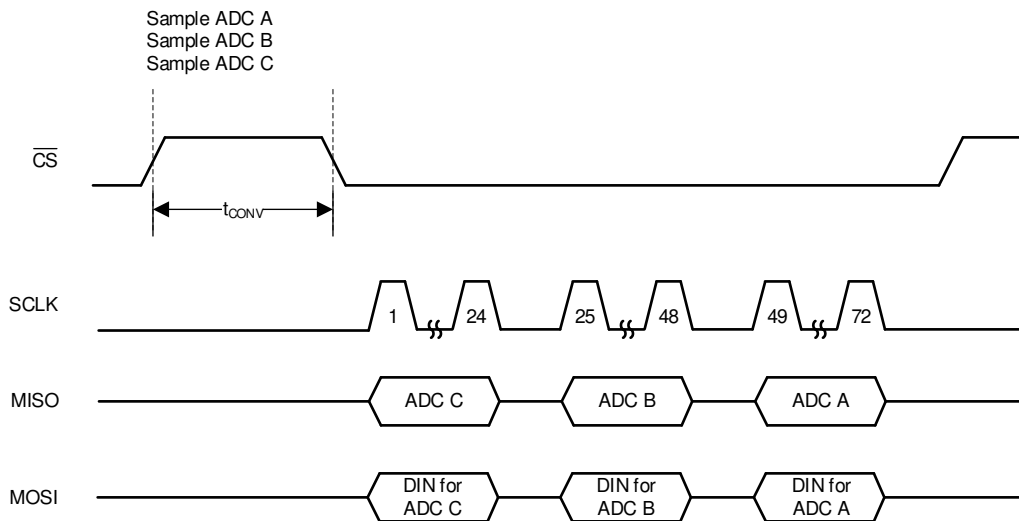 Sample ADC A
Sample ADC B
Sample ADC C
CS
tCONV
SCLK
1
24
25
48
49
72
MISO
ADC C
ADC B
ADC A
MOSI
DIN for
ADC C
DIN for
ADC B
DIN for
ADC A